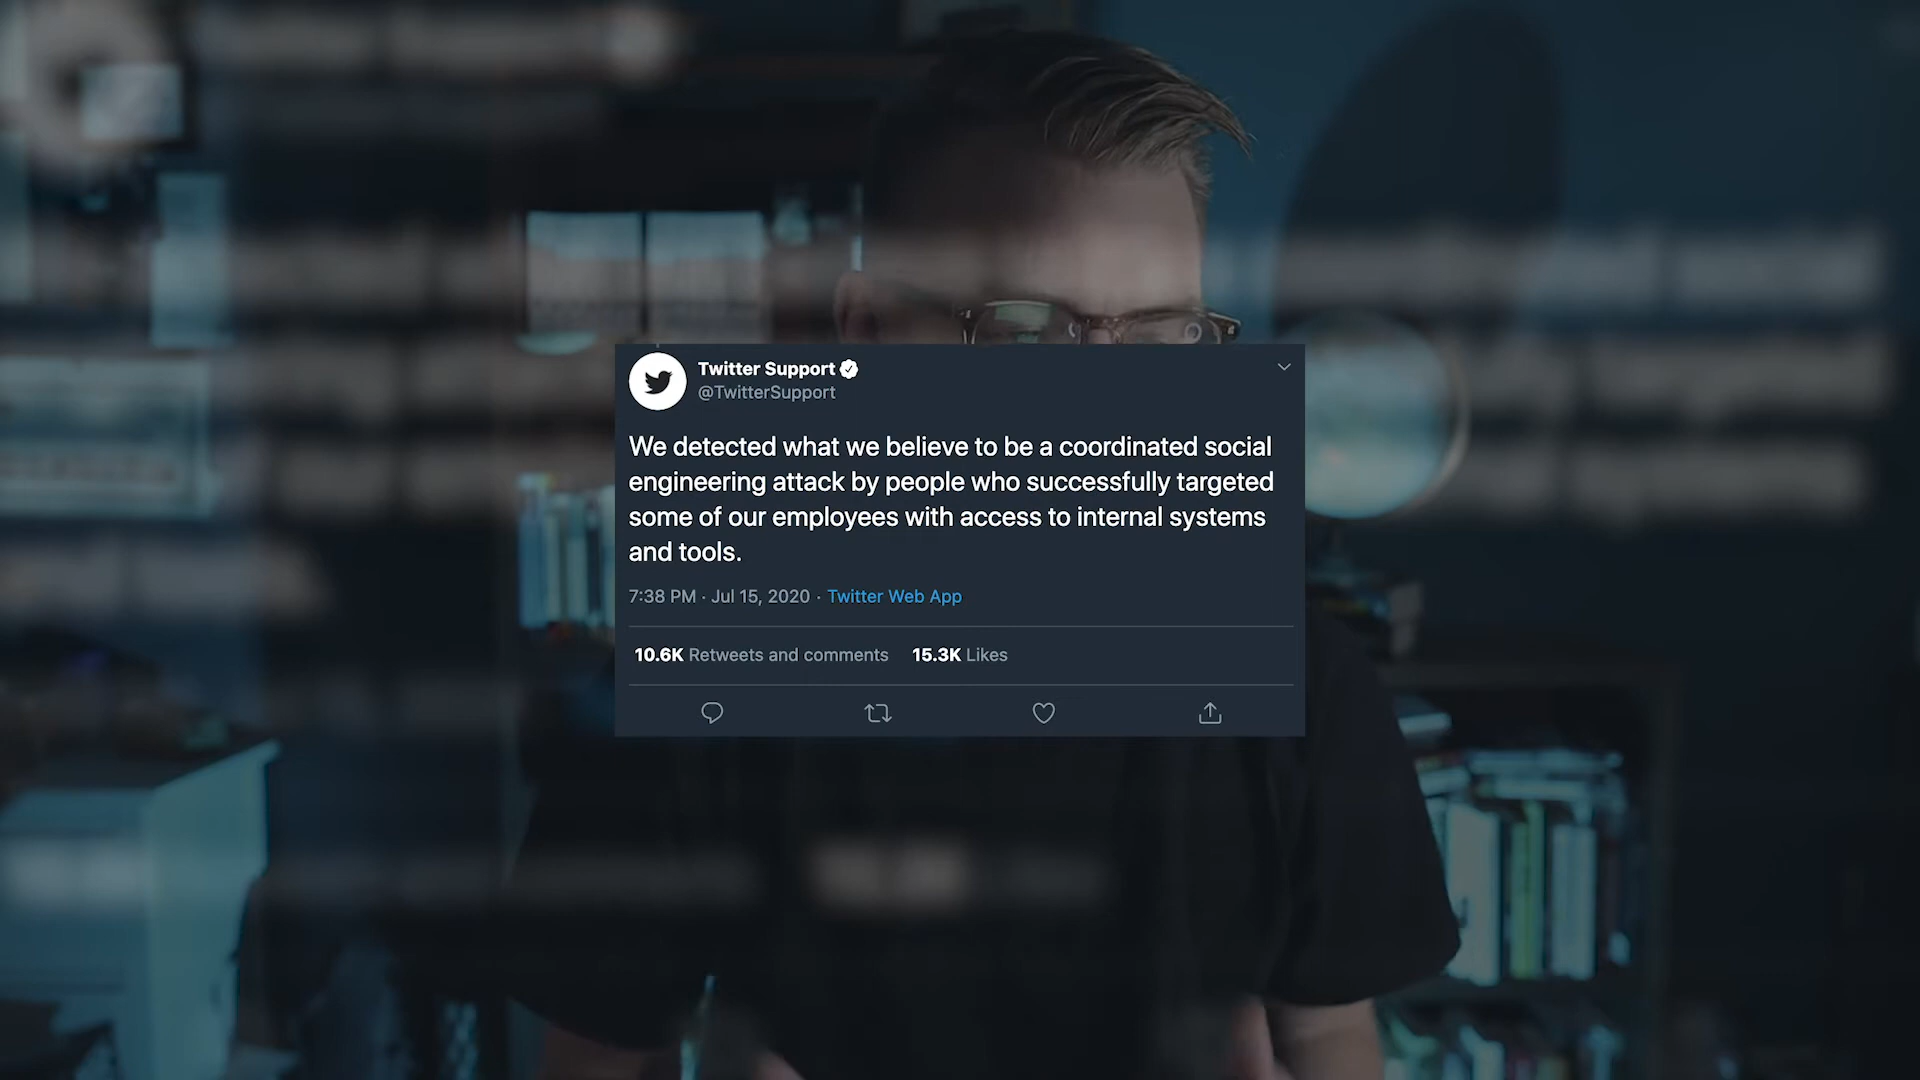 Twitter Support
@TwitterSupport
We detected what we believe to be a coordinated social
engineering attack by people who successfully targeted
some of our employees with access to internal systems
and tools.
7:38 PM · Jul 15, 2020 · Twitter Web App
10.6K Retweets and comments 15.3K Likes